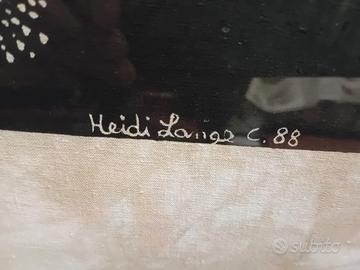 Heidi Lange C. 88
subito